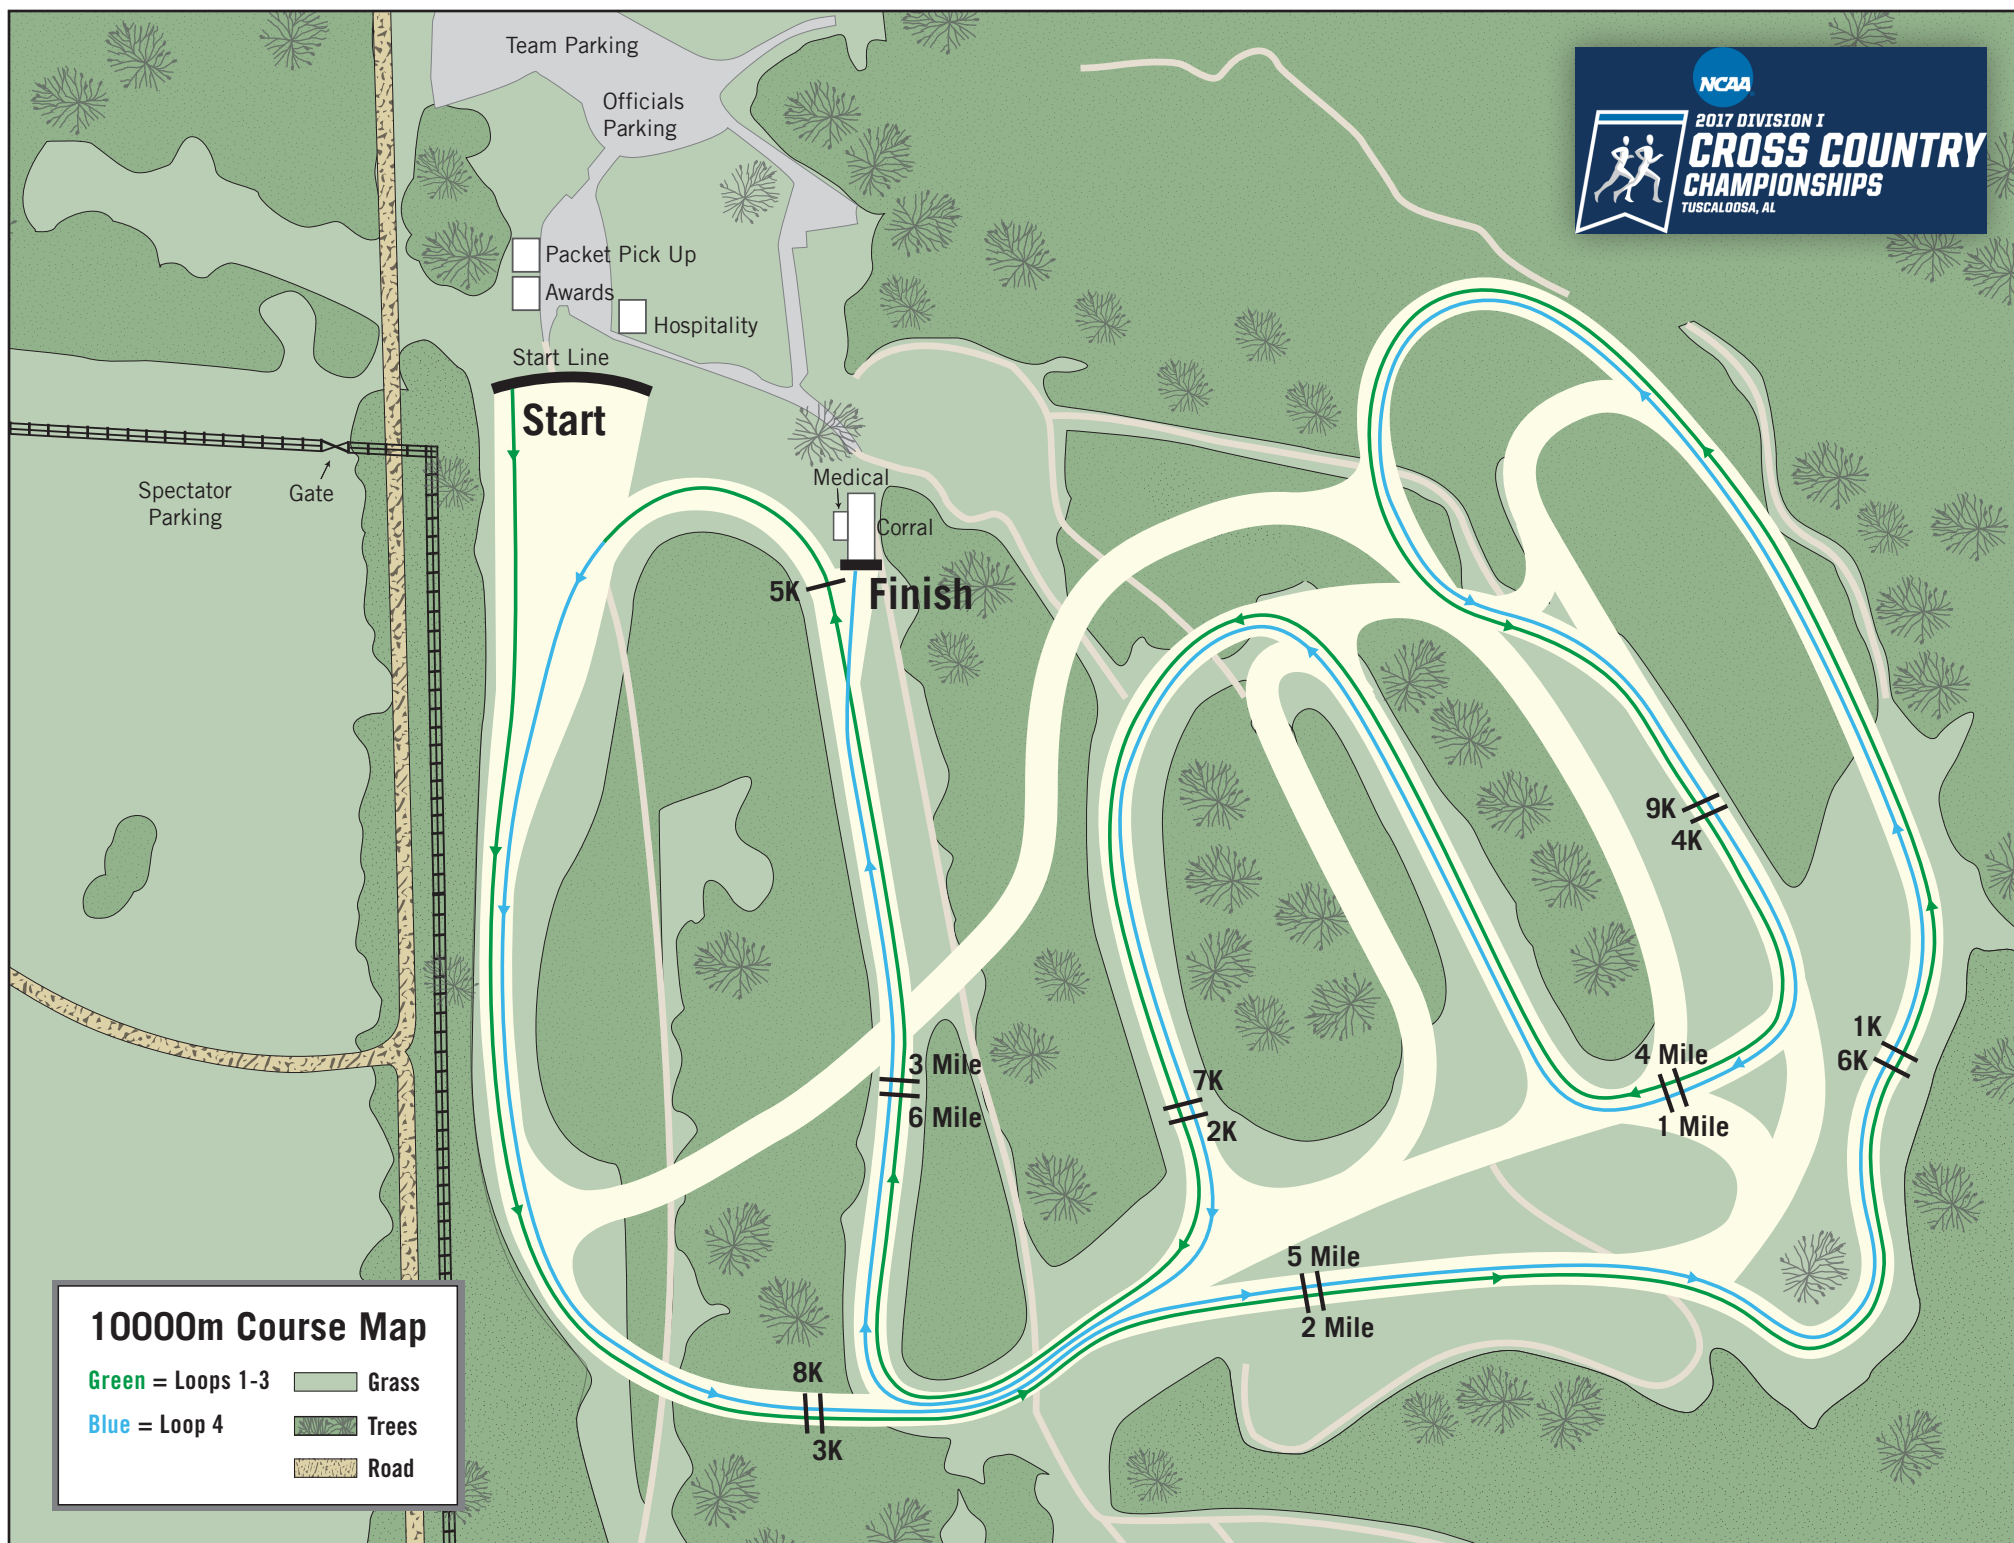 Team Parking
Officials
Parking
NCAA
2017 DIVISION I
CROSS COUNTRY
CHAMPIONSHIPS
TUSCALOOSA, AL
Packet Pick Up
Awards
Hospitality
Start Line
Start
Medical
Corral
Spectator
Parking
Gate
5K
Finish
9K
4K
1K
6K
4 Mile
1 Mile
3 Mile
6 Mile
7K
2K
5 Mile
2 Mile
8K
3K
10000m Course Map
Green = Loops 1-3
Grass
Blue = Loop 4
Trees
Road